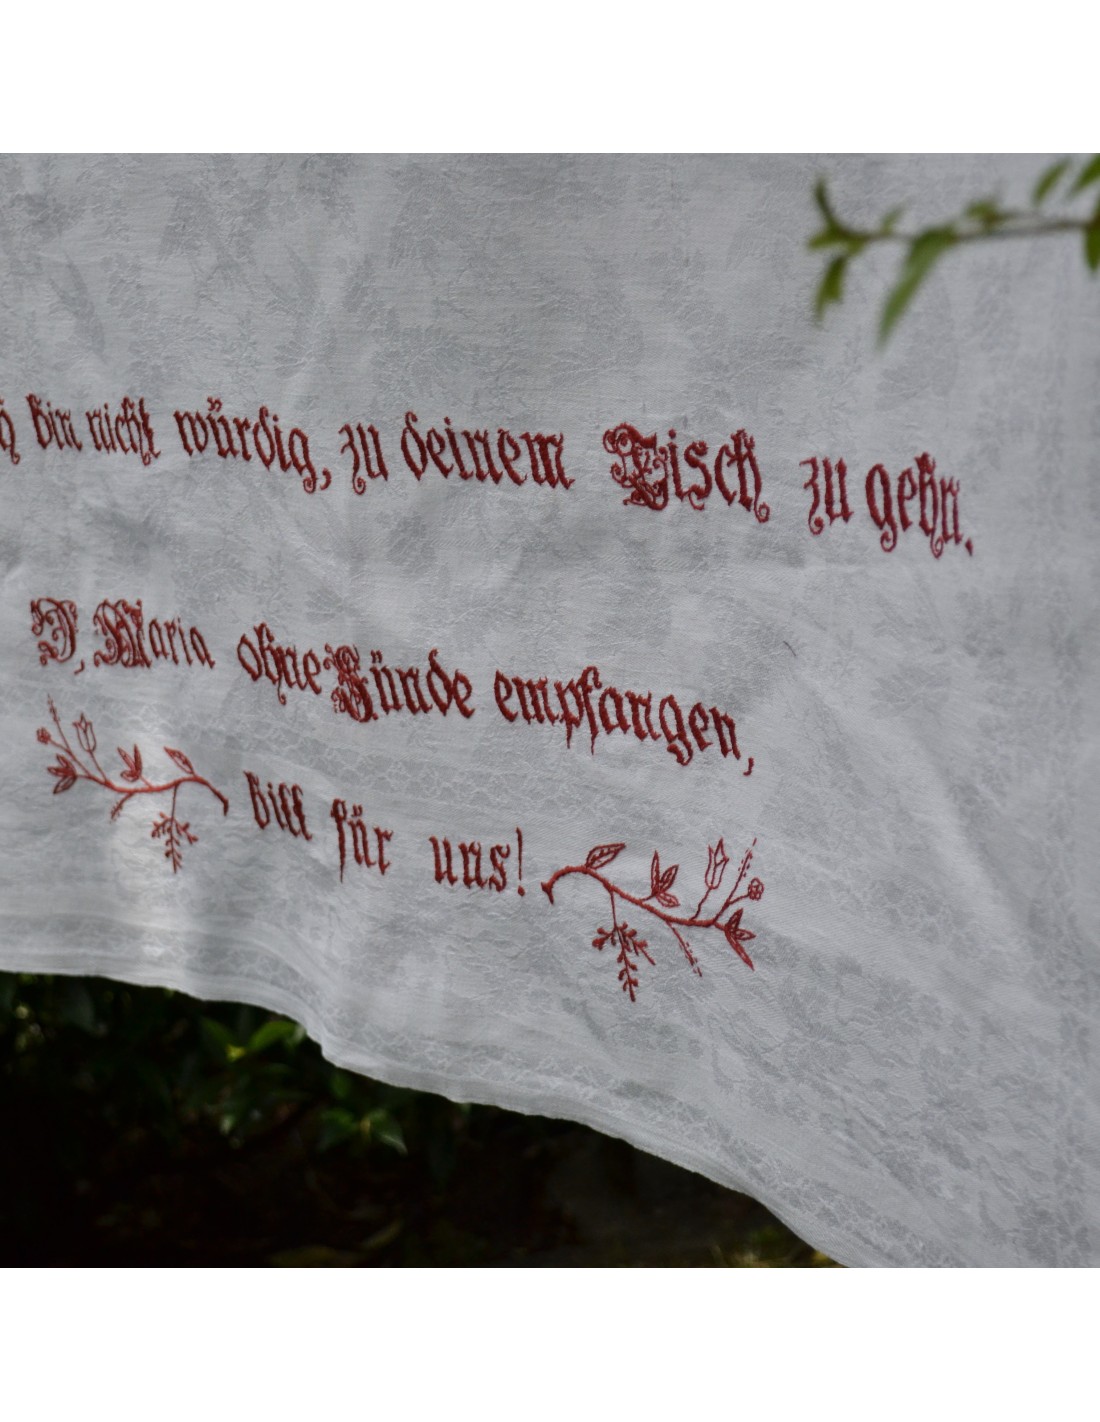 h bin nicht würdig, zu deinem Tisch zu gehn.
O, Maria ohne Sünde empfangen,
bitt für uns!